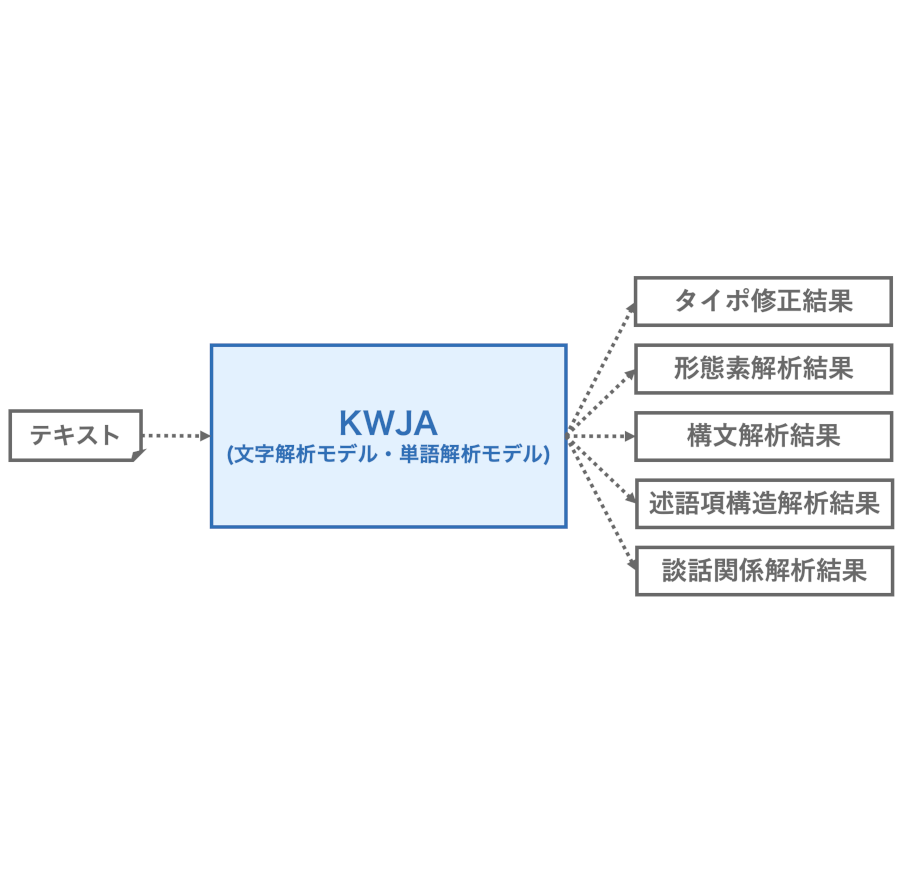 テキスト
KWJA
(文字解析モデル・単語解析モデル)
タイポ修正結果
形態素解析結果
構文解析結果
述語項構造解析結果
談話関係解析結果